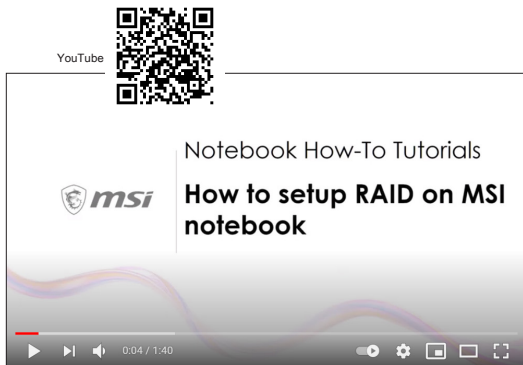 YouTube
Notebook How-To Tutorials
msi
How to setup RAID on MSI
notebook
0:04 / 1:40